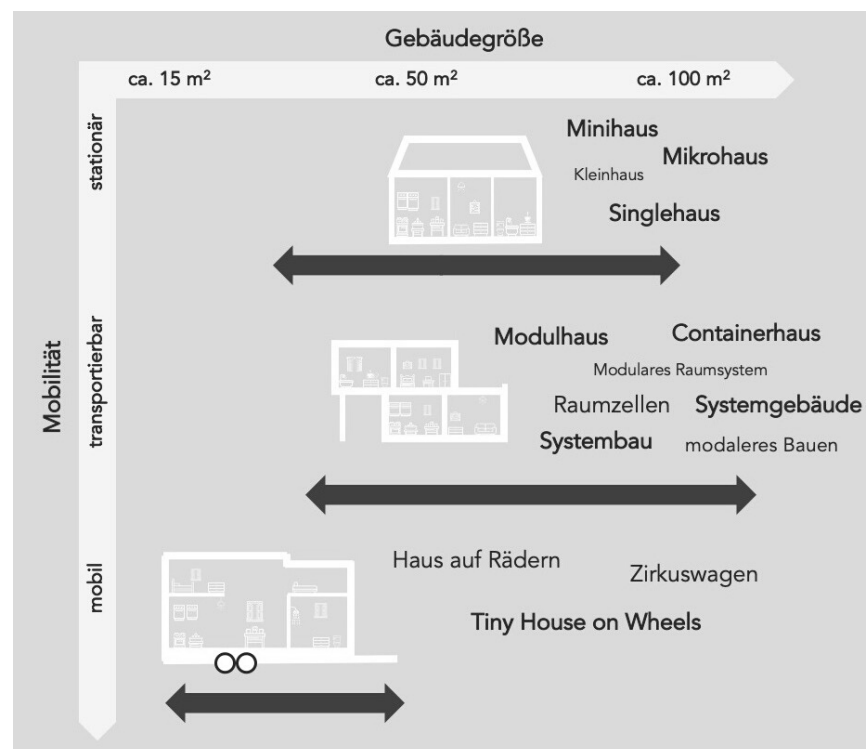 Gebäudegröße
ca. 15 m²
ca. 50 m²
ca. 100 m²
Mobilität
stationär
Minihaus
Mikrohaus
Kleinhaus
Singlehaus
transportierbar
Modulhaus
Containerhaus
Modulares Raumsystem
Raumzellen
Systemgebäude
Systembau
modaleres Bauen
mobil
Haus auf Rädern
Zirkuswagen
Tiny House on Wheels